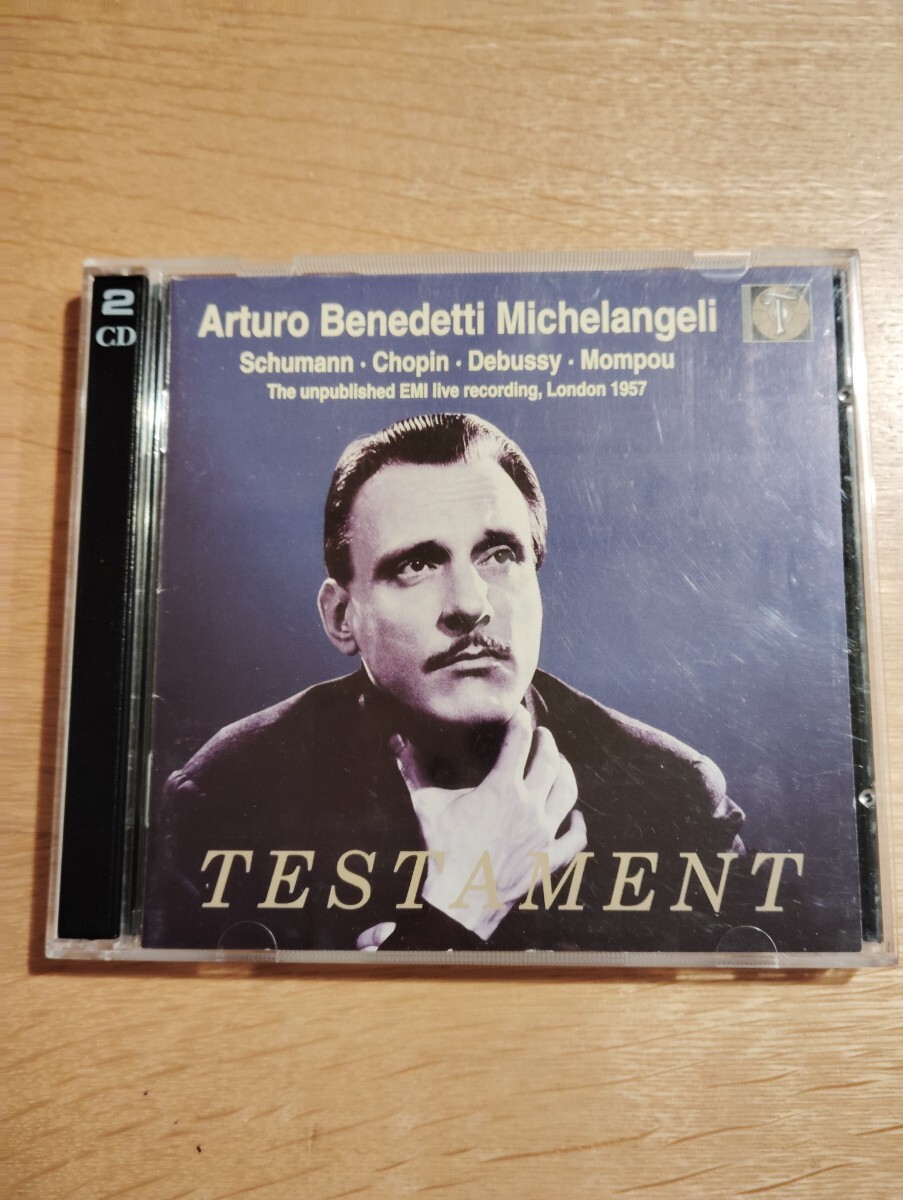 2
CD
Arturo Benedetti Michelangeli
Schumann · Chopin · Debussy · Mompou
The unpublished EMI live recording, London 1957
T
TESTAMENT